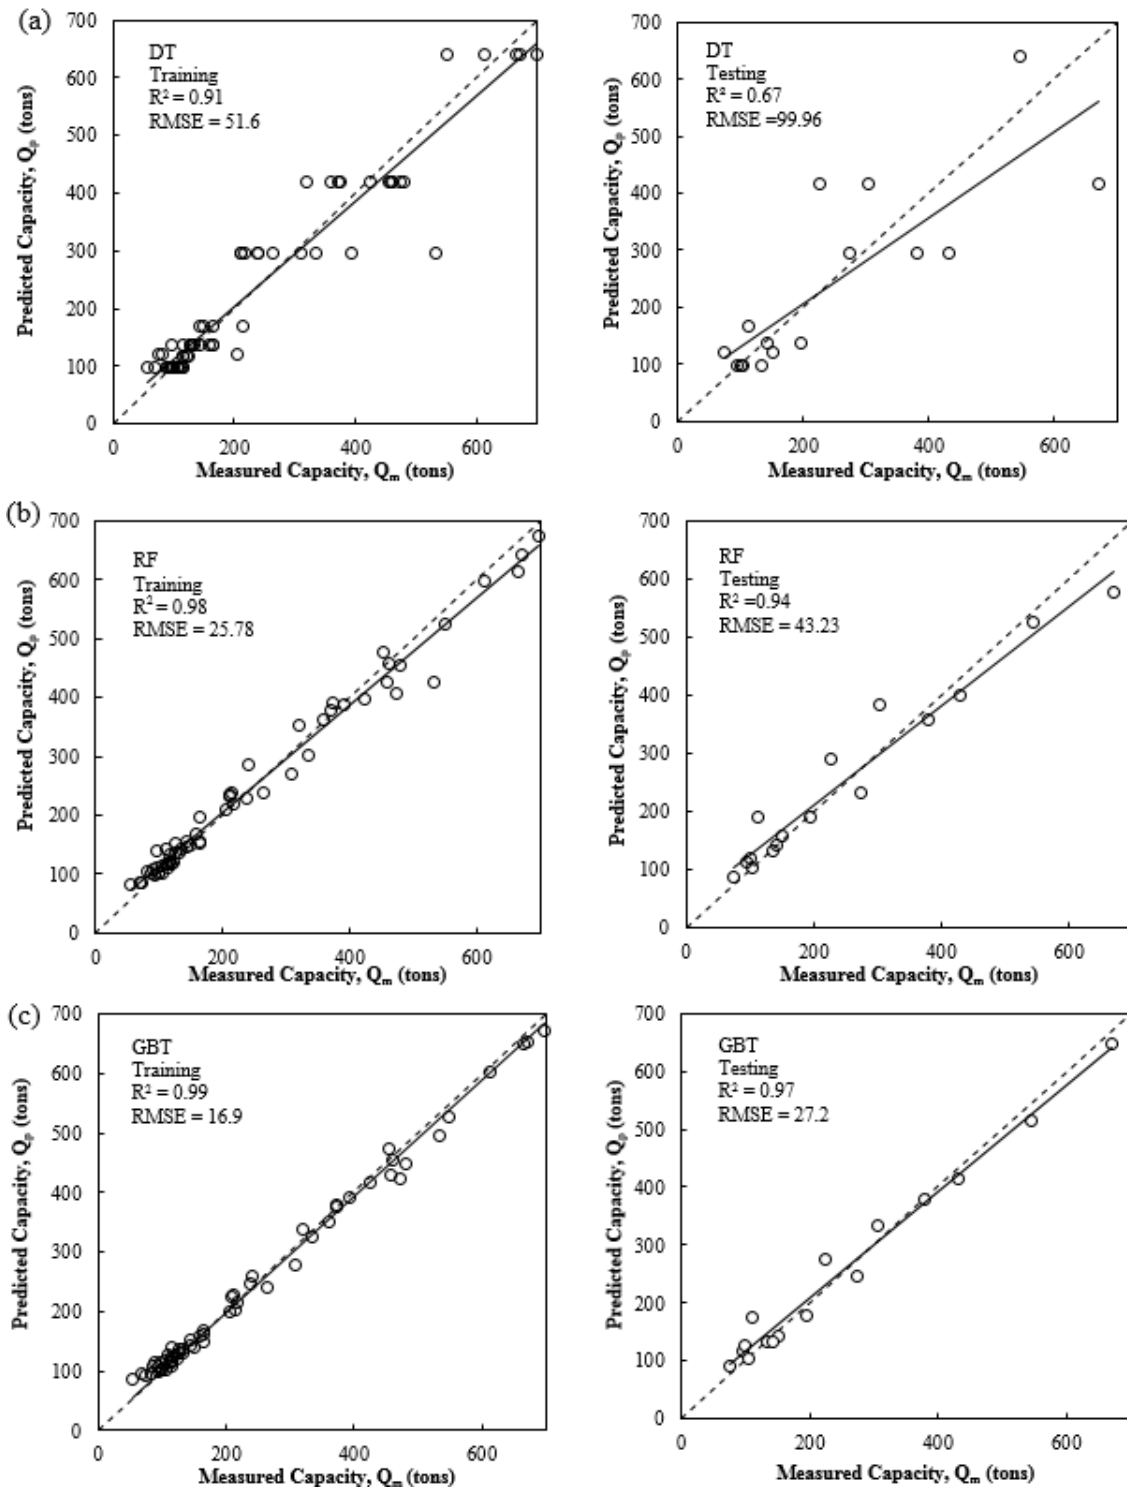 (a)
700
600
500
400
300
200
100
0
Predicted Capacity, Qp (tons)
DT
Training
R² = 0.91
RMSE = 51.6
0 200 400 600
Measured Capacity, Qm (tons)
700
600
500
400
300
200
100
0
Predicted Capacity, Qp (tons)
DT
Testing
R² = 0.67
RMSE =99.96
0 200 400 600
Measured Capacity, Qm (tons)
(b)
700
600
500
400
300
200
100
0
Predicted Capacity, Qp (tons)
RF
Training
R² = 0.98
RMSE = 25.78
0 200 400 600
Measured Capacity, Qm (tons)
700
600
500
400
300
200
100
0
Predicted Capacity, Qp (tons)
RF
Testing
R² =0.94
RMSE = 43.23
0 200 400 600
Measured Capacity, Qm (tons)
(c)
700
600
500
400
300
200
100
0
Predicted Capacity, Qp (tons)
GBT
Training
R² = 0.99
RMSE = 16.9
0 200 400 600
Measured Capacity, Qm (tons)
700
600
500
400
300
200
100
0
Predicted Capacity, Qp (tons)
GBT
Testing
R² = 0.97
RMSE = 27.2
0 200 400 600
Measured Capacity, Qm (tons)